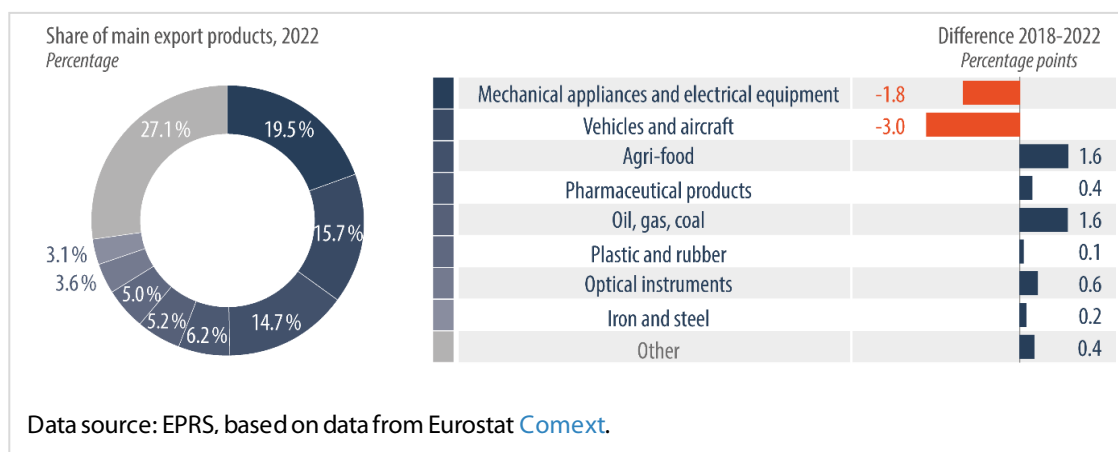 Share of main export products, 2022
Percentage
27.1 %
19.5 %
15.7 %
14.7 %
6.2 %
5.2 %
5.0 %
3.6 %
3.1 %
Difference 2018-2022
Percentage points
Mechanical appliances and electrical equipment -1.8
Vehicles and aircraft -3.0
Agri-food 1.6
Pharmaceutical products 0.4
Oil, gas, coal 1.6
Plastic and rubber 0.1
Optical instruments 0.6
Iron and steel 0.2
Other 0.4
Data source: EPRS, based on data from Eurostat Comext.